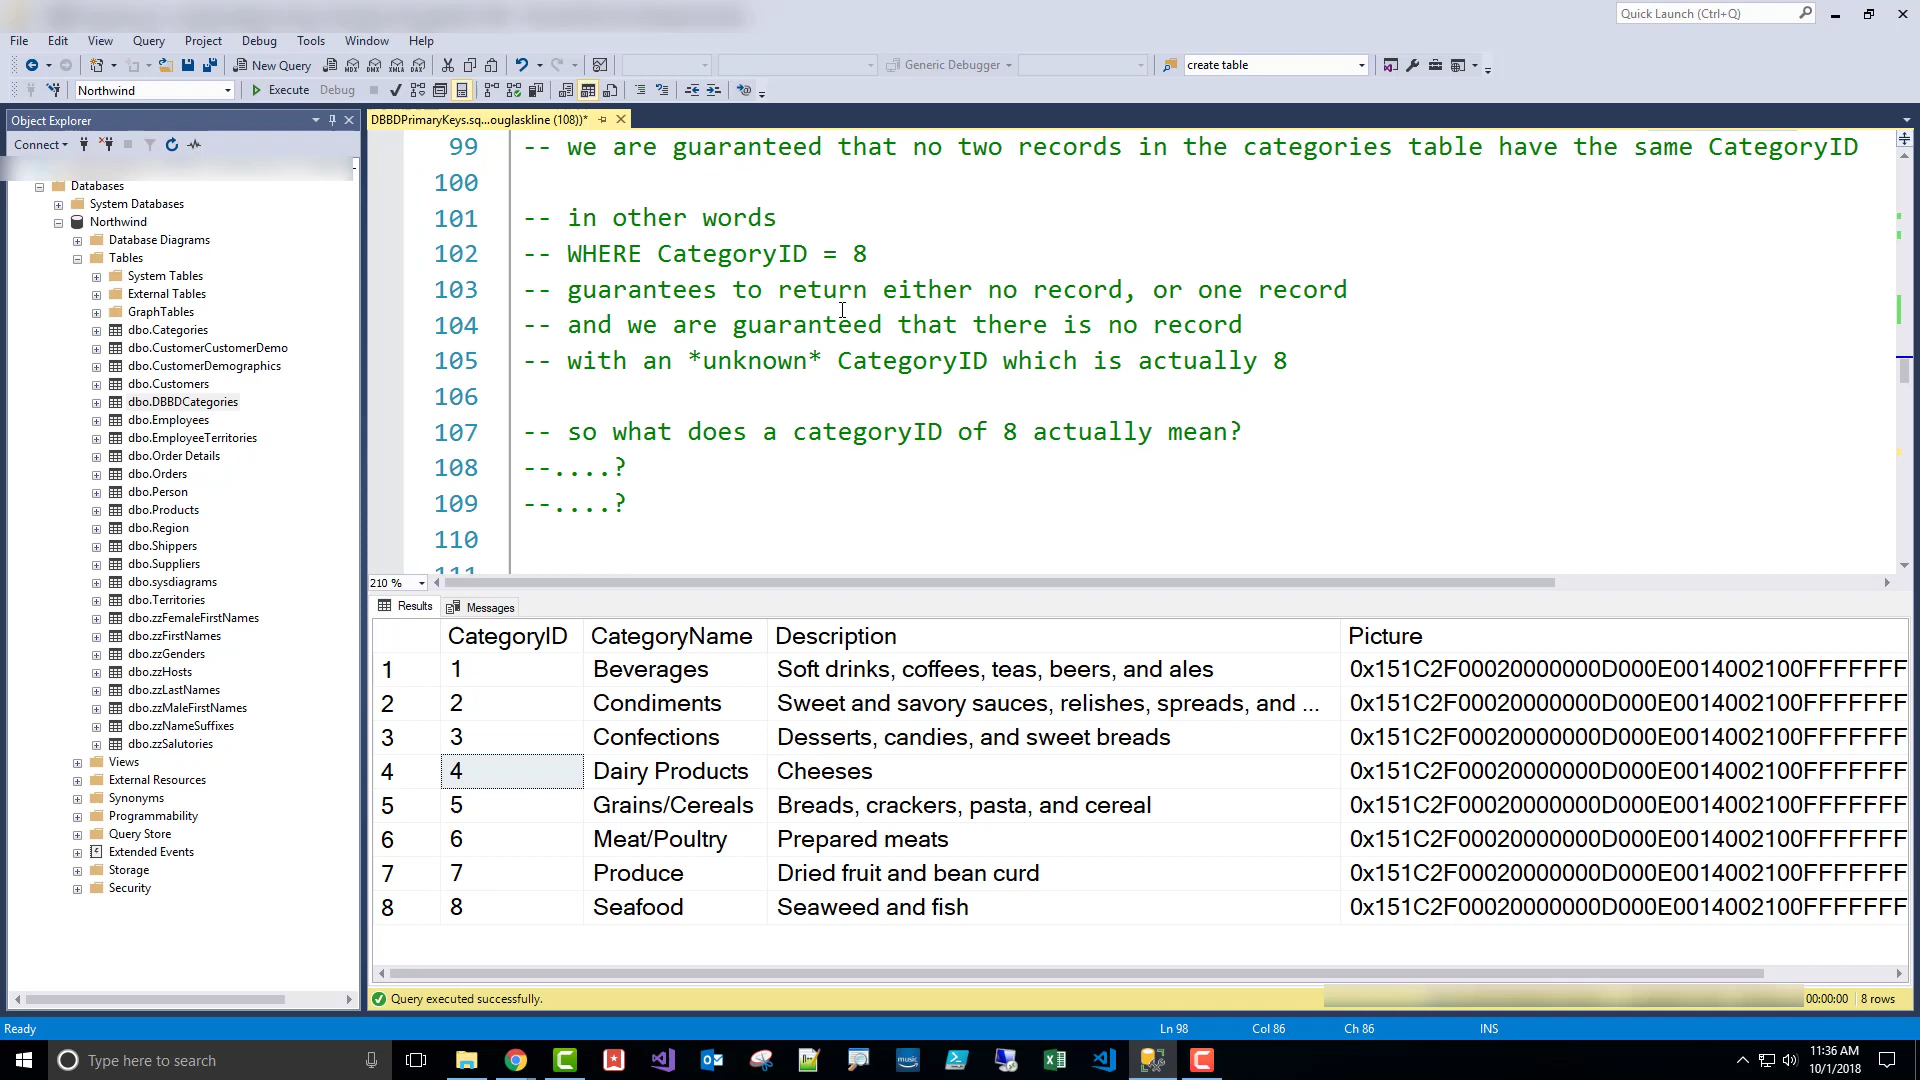 Quick Launch (Ctrl+Q)
File Edit View Query Project Debug Tools Window Help
New Query
MDX DMX XMLA DAX
Generic Debugger
create table
Northwind
Execute Debug
Object Explorer
DBBDPrimaryKeys.sq...ouglaskline (108))*
Connect
Databases
System Databases
Northwind
Database Diagrams
Tables
System Tables
External Tables
GraphTables
dbo.Categories
dbo.CustomerCustomerDemo
dbo.CustomerDemographics
dbo.Customers
dbo.DBBDCategories
dbo.Employees
dbo.EmployeeTerritories
dbo.Order Details
dbo.Orders
dbo.Person
dbo.Products
dbo.Region
dbo.Shippers
dbo.Suppliers
dbo.sysdiagrams
dbo.Territories
dbo.zzFemaleFirstNames
dbo.zzFirstNames
dbo.zzGenders
dbo.zzHosts
dbo.zzLastNames
dbo.zzMaleFirstNames
dbo.zzNameSuffixes
dbo.zzSalutories
Views
External Resources
Synonyms
Programmability
Query Store
Extended Events
Storage
Security
99 -- we are guaranteed that no two records in the categories table have the same CategoryID
100
101 -- in other words
102 -- WHERE CategoryID = 8
103 -- guarantees to return either no record, or one record
104 -- and we are guaranteed that there is no record
105 -- with an *unknown* CategoryID which is actually 8
106
107 -- so what does a categoryID of 8 actually mean?
108 --....?
109 --....?
110
111
210 %
Results Messages
CategoryID CategoryName Description Picture
1 1 Beverages Soft drinks, coffees, teas, beers, and ales 0x151C2F00020000000D000E0014002100FFFFFFFF
2 2 Condiments Sweet and savory sauces, relishes, spreads, and ... 0x151C2F00020000000D000E0014002100FFFFFFFF
3 3 Confections Desserts, candies, and sweet breads 0x151C2F00020000000D000E0014002100FFFFFFFF
4 4 Dairy Products Cheeses 0x151C2F00020000000D000E0014002100FFFFFFFF
5 5 Grains/Cereals Breads, crackers, pasta, and cereal 0x151C2F00020000000D000E0014002100FFFFFFFF
6 6 Meat/Poultry Prepared meats 0x151C2F00020000000D000E0014002100FFFFFFFF
7 7 Produce Dried fruit and bean curd 0x151C2F00020000000D000E0014002100FFFFFFFF
8 8 Seafood Seaweed and fish 0x151C2F00020000000D000E0014002100FFFFFFFF
Query executed successfully.
00:00:00 8 rows
Ready
Ln 98 Col 86 Ch 86 INS
Type here to search
music
11:36 AM
10/1/2018